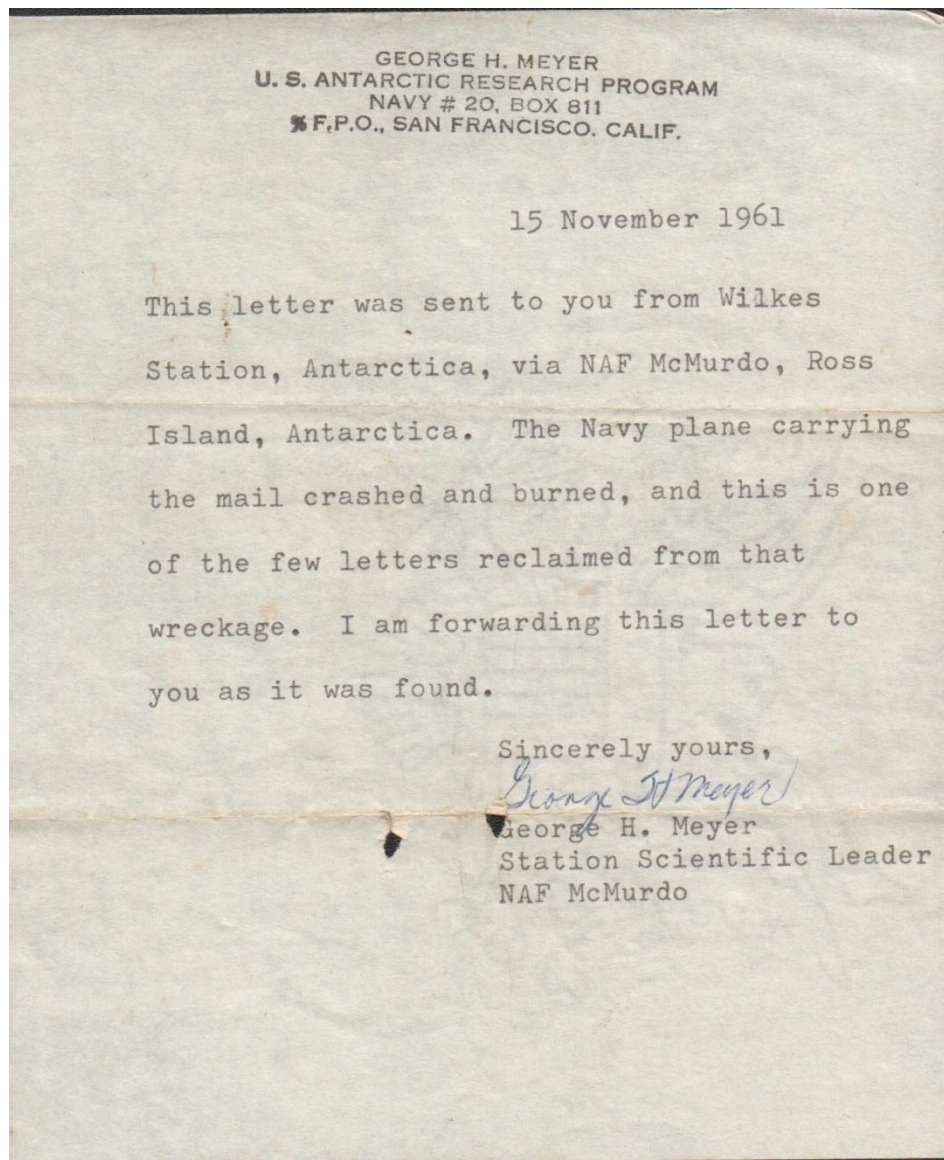 GEORGE H. MEYER
U. S. ANTARCTIC RESEARCH PROGRAM
NAVY # 20, BOX 811
% F.P.O., SAN FRANCISCO. CALIF.
15 November 1961
This letter was sent to you from Wilkes
Station, Antarctica, via NAF McMurdo, Ross
Island, Antarctica.  The Navy plane carrying
the mail crashed and burned, and this is one
of the few letters reclaimed from that
wreckage.  I am forwarding this letter to
you as it was found.
Sincerely yours,
George H Meyer
George H. Meyer
Station Scientific Leader
NAF McMurdo